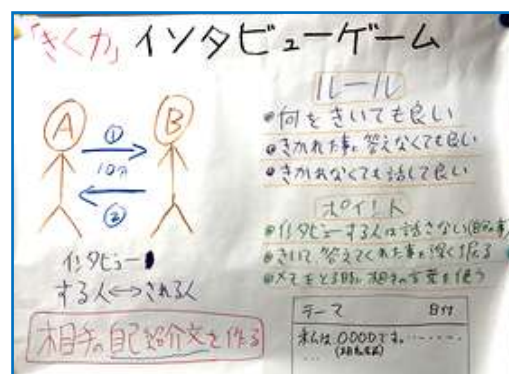 「きく力」インタビューゲーム
A
B
①
10分
②
インタビュー
する人⟷される人
相手の自己紹介文を作る
ルール
●何をきいても良い
●きかれた事に答えなくても良い
●きかれなくても話して良い
ポイント
●インタビューする人は話さない(自分の事)
●きいて答えてくれた事を深く掘る
●メモをとる時に相手の言葉を使う
テーマ 日付
私は、〇〇〇〇です。